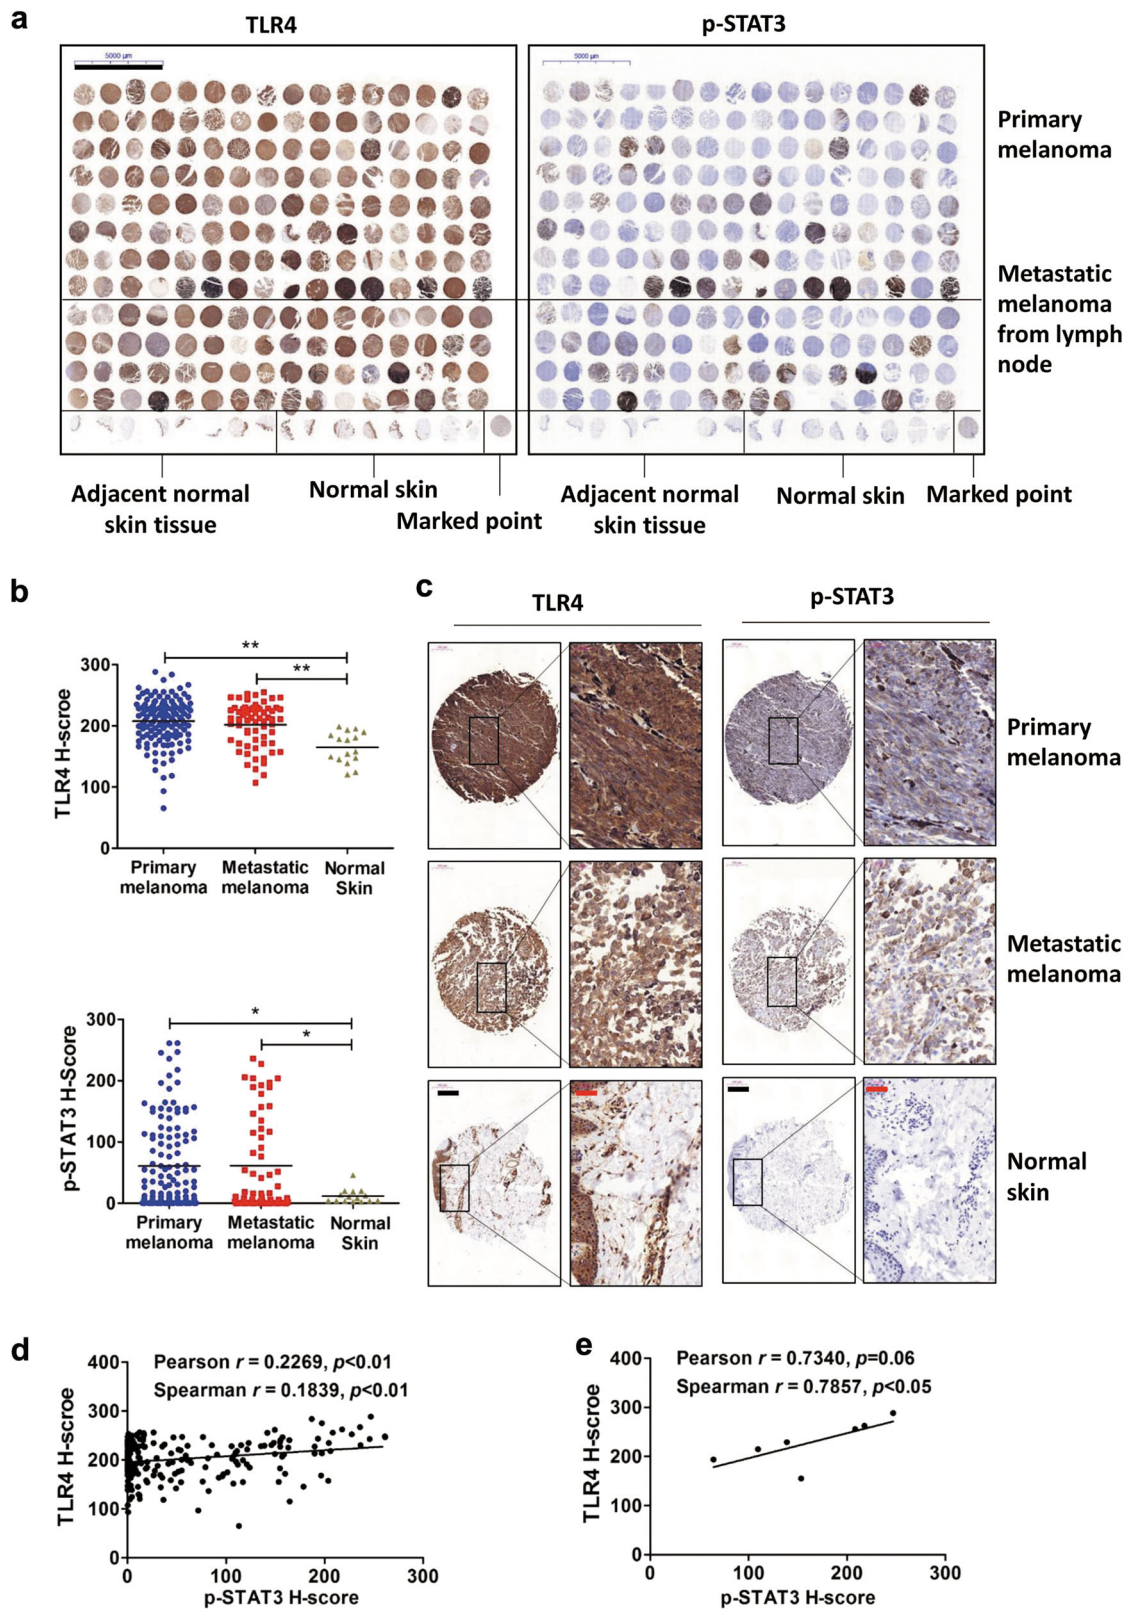 a
TLR4
p-STAT3
5000 µm
5000 µm
Primary
melanoma
Metastatic
melanoma
from lymph
node
Adjacent normal
skin tissue
Normal skin
Marked point
Adjacent normal
skin tissue
Normal skin
Marked point
b
**
**
TLR4 H-scroe
300
200
100
0
Primary
melanoma
Metastatic
melanoma
Normal
Skin
*
*
p-STAT3 H-Score
300
200
100
0
Primary
melanoma
Metastatic
melanoma
Normal
Skin
c
TLR4
p-STAT3
Primary
melanoma
Metastatic
melanoma
Normal
skin
d
Pearson r = 0.2269, p<0.01
Spearman r = 0.1839, p<0.01
TLR4 H-scroe
400
300
200
100
0
0
100
200
300
p-STAT3 H-score
e
Pearson r = 0.7340, p=0.06
Spearman r = 0.7857, p<0.05
TLR4 H-scroe
400
300
200
100
0
0
100
200
300
p-STAT3 H-score